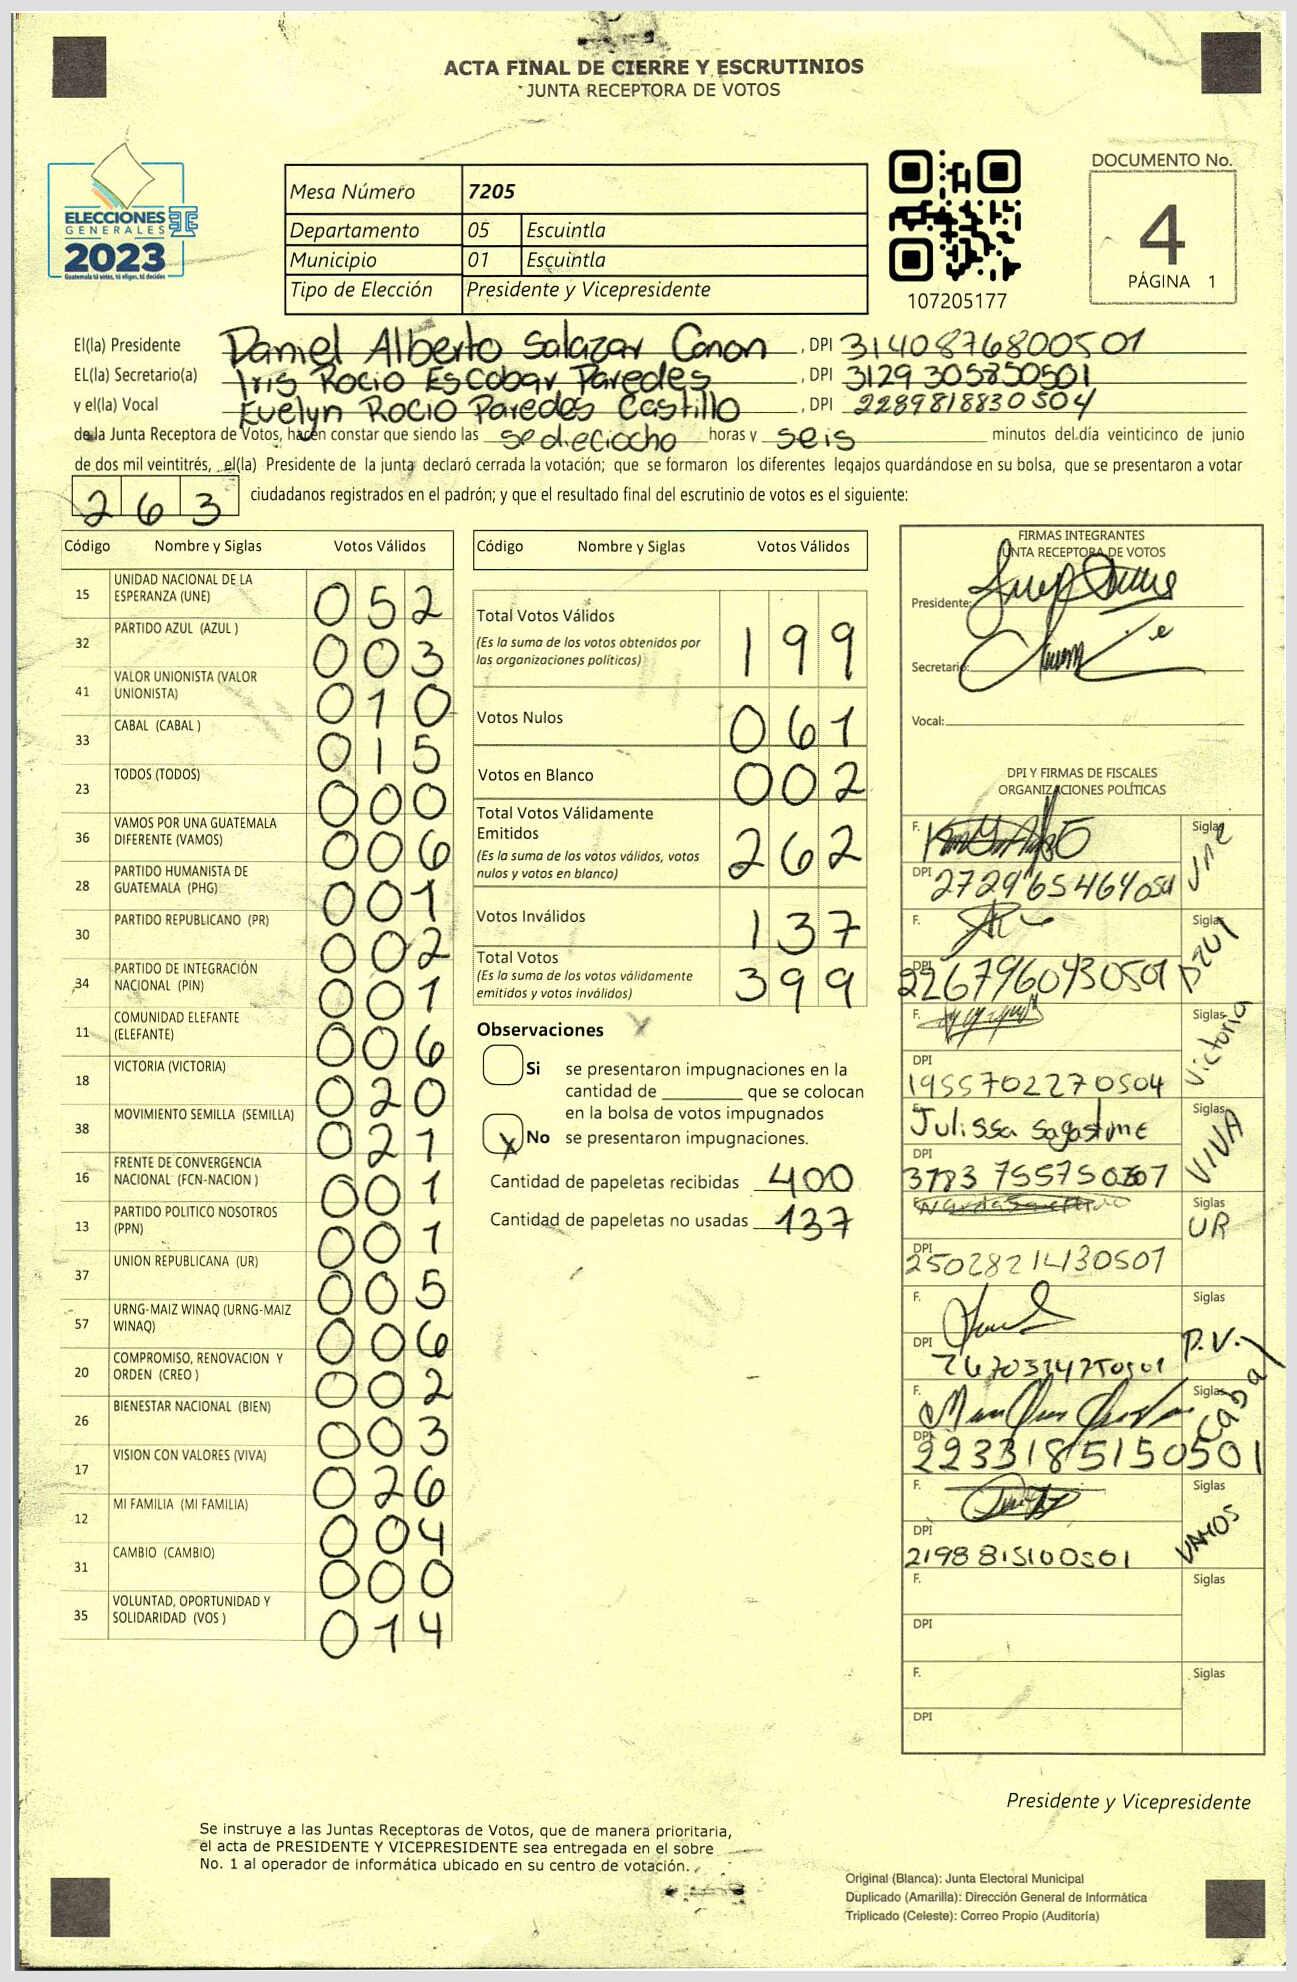 ACTA FINAL DE CIERRE Y ESCRUTINIOS
JUNTA RECEPTORA DE VOTOS
ELECCIONES
GENERALES
2023
Guatemala tú votas, tú eliges, tú decides
Mesa Número 7205
Departamento 05 Escuintla
Municipio 01 Escuintla
Tipo de Elección Presidente y Vicepresidente
107205177
DOCUMENTO No.
4
PÁGINA 1
El(la) Presidente Daniel Alberto Salazar Canon, DPI 3140876800501
EL(la) Secretario(a) Iris Rocio Escobar Paredes, DPI 3129305850501
y el(la) Vocal Evelyn Rocio Paredes Castillo, DPI 2289818830504
de la Junta Receptora de Votos, hacen constar que siendo las dieciocho horas y seis minutos del día veinticinco de junio
de dos mil veintitrés, el(la) Presidente de la junta declaró cerrada la votación; que se formaron los diferentes legajos guardándose en su bolsa, que se presentaron a votar
263 ciudadanos registrados en el padrón; y que el resultado final del escrutinio de votos es el siguiente:
Código Nombre y Siglas Votos Válidos
15 UNIDAD NACIONAL DE LA ESPERANZA (UNE) 052
32 PARTIDO AZUL (AZUL ) 003
41 VALOR UNIONISTA (VALOR UNIONISTA) 010
33 CABAL (CABAL ) 015
23 TODOS (TODOS) 000
36 VAMOS POR UNA GUATEMALA DIFERENTE (VAMOS) 006
28 PARTIDO HUMANISTA DE GUATEMALA (PHG) 001
30 PARTIDO REPUBLICANO (PR) 002
34 PARTIDO DE INTEGRACIÓN NACIONAL (PIN) 001
11 COMUNIDAD ELEFANTE (ELEFANTE) 006
18 VICTORIA (VICTORIA) 020
38 MOVIMIENTO SEMILLA (SEMILLA) 021
16 FRENTE DE CONVERGENCIA NACIONAL (FCN-NACION ) 001
13 PARTIDO POLITICO NOSOTROS (PPN) 001
37 UNION REPUBLICANA (UR) 005
57 URNG-MAIZ WINAQ (URNG-MAIZ WINAQ) 006
20 COMPROMISO, RENOVACION Y ORDEN (CREO ) 002
26 BIENESTAR NACIONAL (BIEN) 003
17 VISION CON VALORES (VIVA) 026
12 MI FAMILIA (MI FAMILIA) 004
31 CAMBIO (CAMBIO) 000
35 VOLUNTAD, OPORTUNIDAD Y SOLIDARIDAD (VOS ) 014
Código Nombre y Siglas Votos Válidos
Total Votos Válidos 199
(Es la suma de los votos obtenidos por
las organizaciones políticas)
Votos Nulos 061
Votos en Blanco 002
Total Votos Válidamente
Emitidos 262
(Es la suma de los votos válidos, votos
nulos y votos en blanco)
Votos Inválidos 137
Total Votos 399
(Es la suma de los votos válidamente
emitidos y votos inválidos)
Observaciones
Si se presentaron impugnaciones en la
cantidad de ________ que se colocan
en la bolsa de votos impugnados
X No se presentaron impugnaciones.
Cantidad de papeletas recibidas 400
Cantidad de papeletas no usadas 137
FIRMAS INTEGRANTES
JUNTA RECEPTORA DE VOTOS
Presidente:
Secretario:
Vocal:
DPI Y FIRMAS DE FISCALES
ORGANIZACIONES POLÍTICAS
F. Siglas
DPI
F. Siglas
DPI 2267960430501
F. Siglas Victoria
DPI 1955702270504
F. Julissa Sagastume Siglas VIVA
DPI
F. Siglas UR
DPI
F. Siglas P.V.
DPI
F. Siglas Cabal
DPI 2233185150501
F. Siglas VAMOS
DPI 2198815100501
F. Siglas
DPI
F. Siglas
DPI
Presidente y Vicepresidente
Se instruye a las Juntas Receptoras de Votos, que de manera prioritaria,
el acta de PRESIDENTE Y VICEPRESIDENTE sea entregada en el sobre
No. 1 al operador de informática ubicado en su centro de votación.
Original (Blanca): Junta Electoral Municipal
Duplicado (Amarilla): Dirección General de Informática
Triplicado (Celeste): Correo Propio (Auditoría)